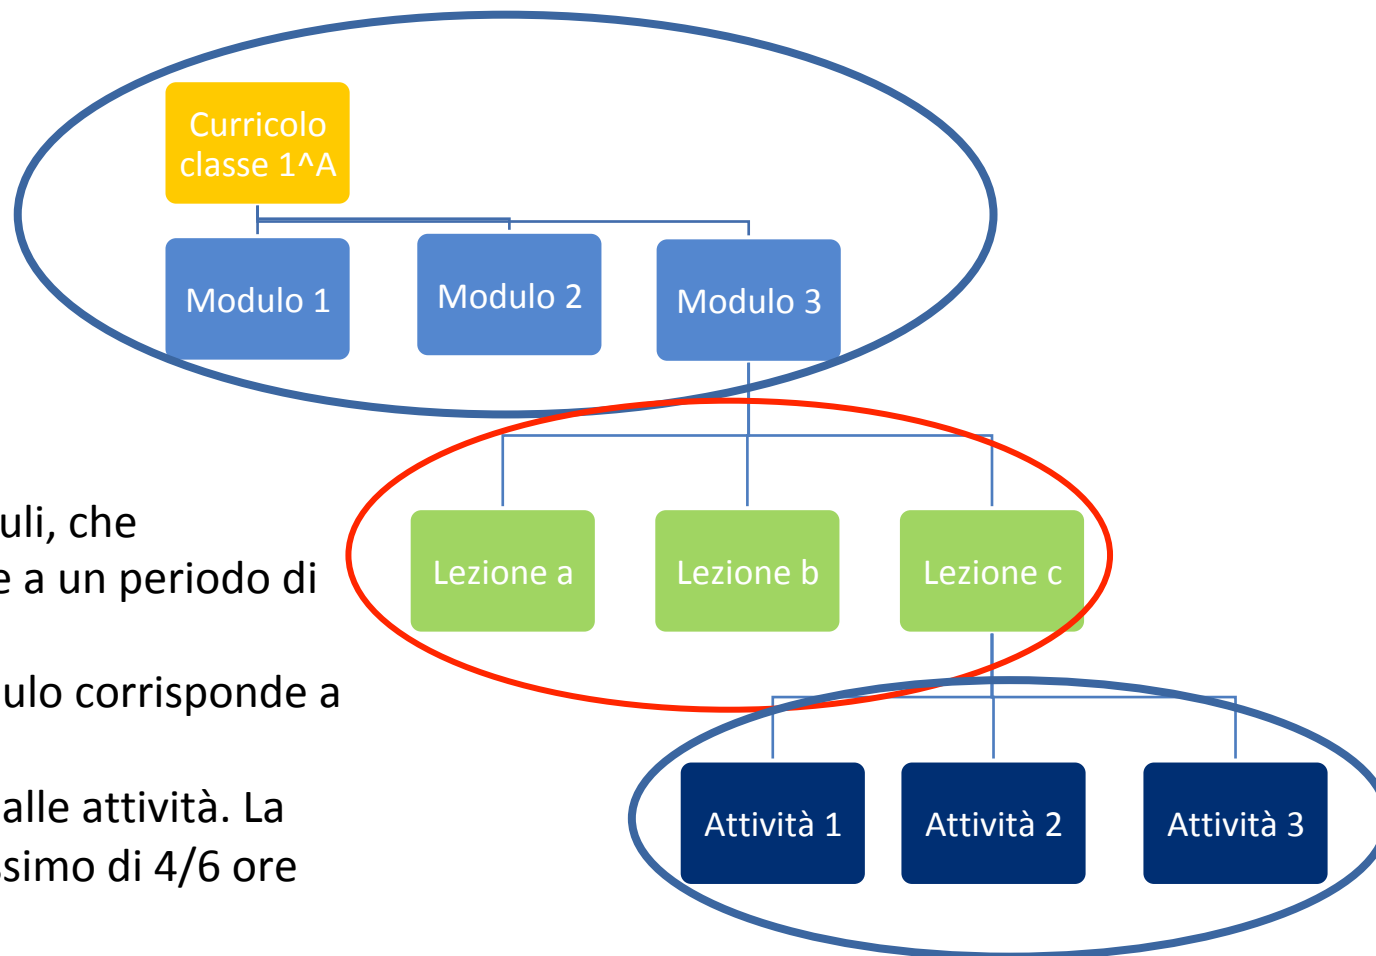 Curricolo
classe 1^A
Modulo 1
Modulo 2
Modulo 3
uli, che
e a un periodo di
ulo corrisponde a
alle attività. La
ssimo di 4/6 ore
Lezione a
Lezione b
Lezione c
Attività 1
Attività 2
Attività 3